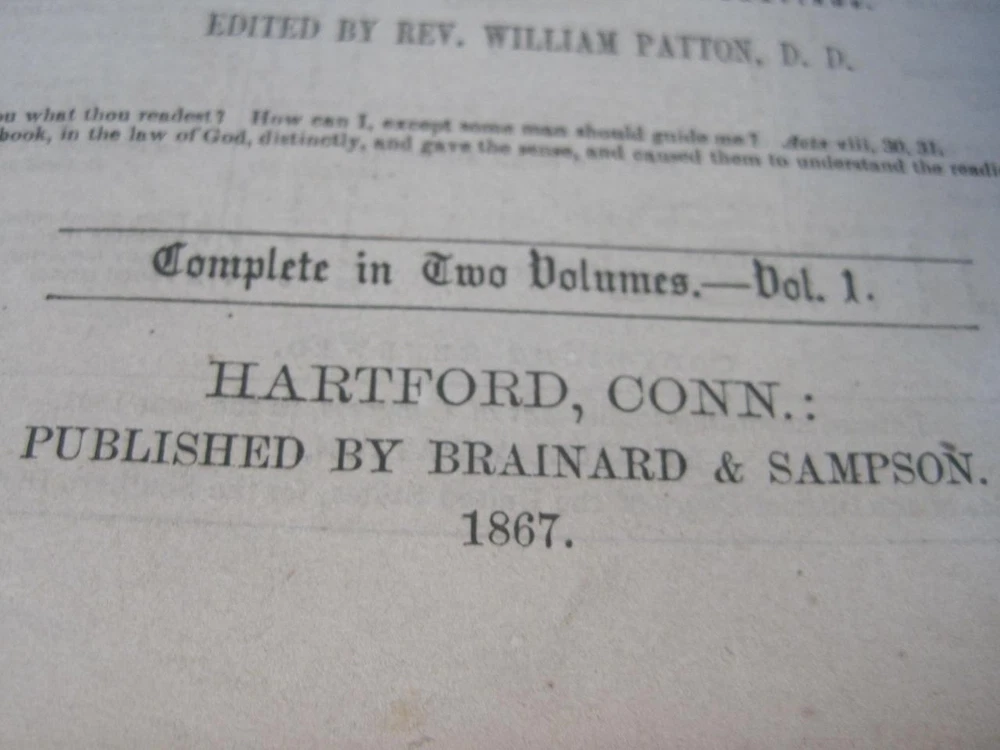 EDITED BY REV. WILLIAM PATTON, D. D.
what thou readest? How can I, except some man should guide me? Acts viii, 30, 31.
book, in the law of God, distinctly, and gave the sense, and caused them to understand the
Complete in Two Volumes.—Vol. 1.
HARTFORD, CONN.:
PUBLISHED BY BRAINARD & SAMPSON.
1867.